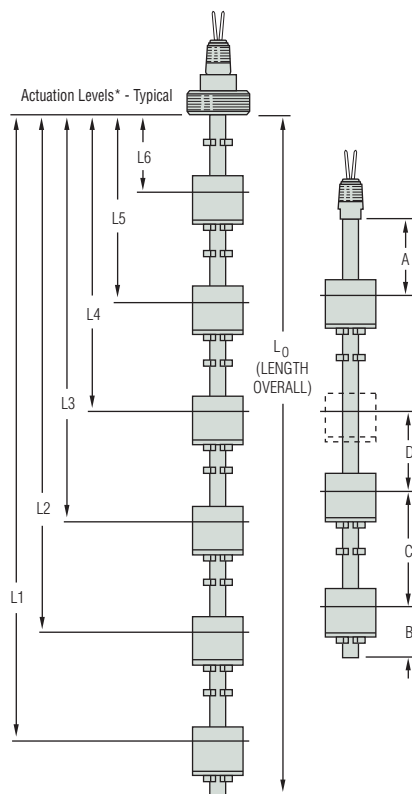 Actuation Levels* - Typical
L6
L5
L4
L3
L2
L1
L0
(LENGTH
OVERALL)
A
D
C
B